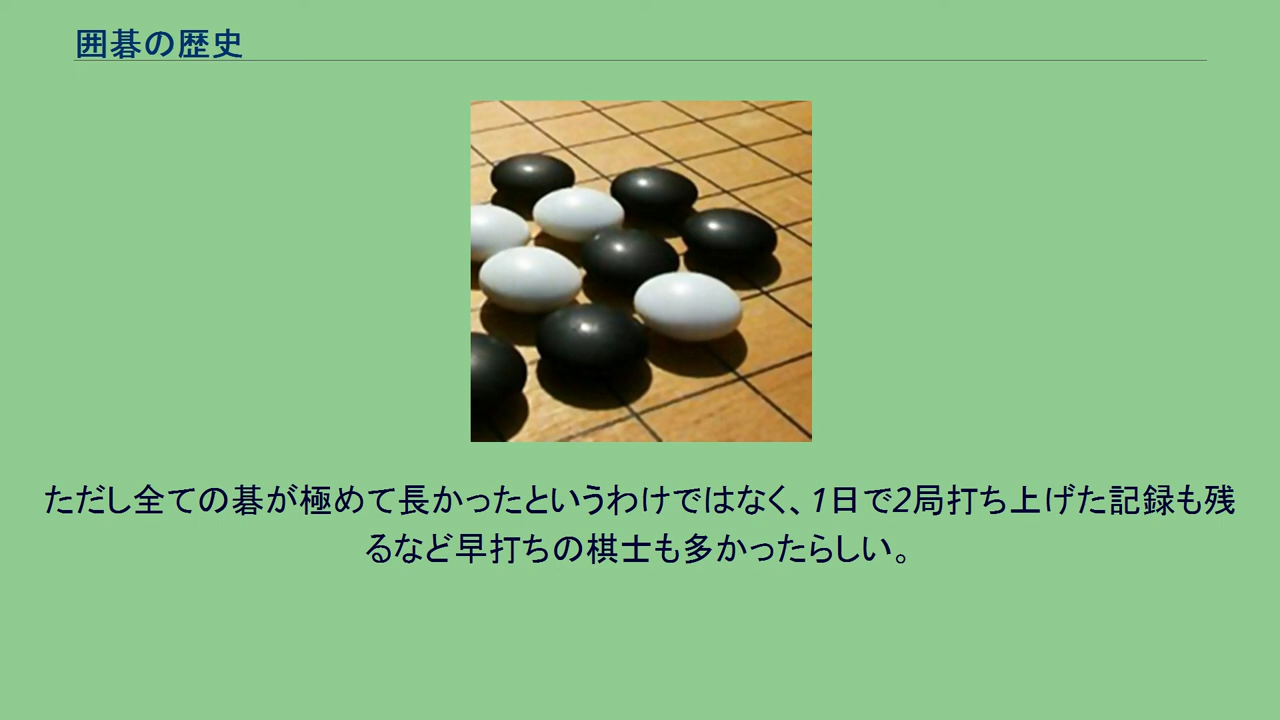 囲碁の歴史
ただし全ての碁が極めて長かったというわけではなく、1日で2局打ち上げた記録も残
るなど早打ちの棋士も多かったらしい。